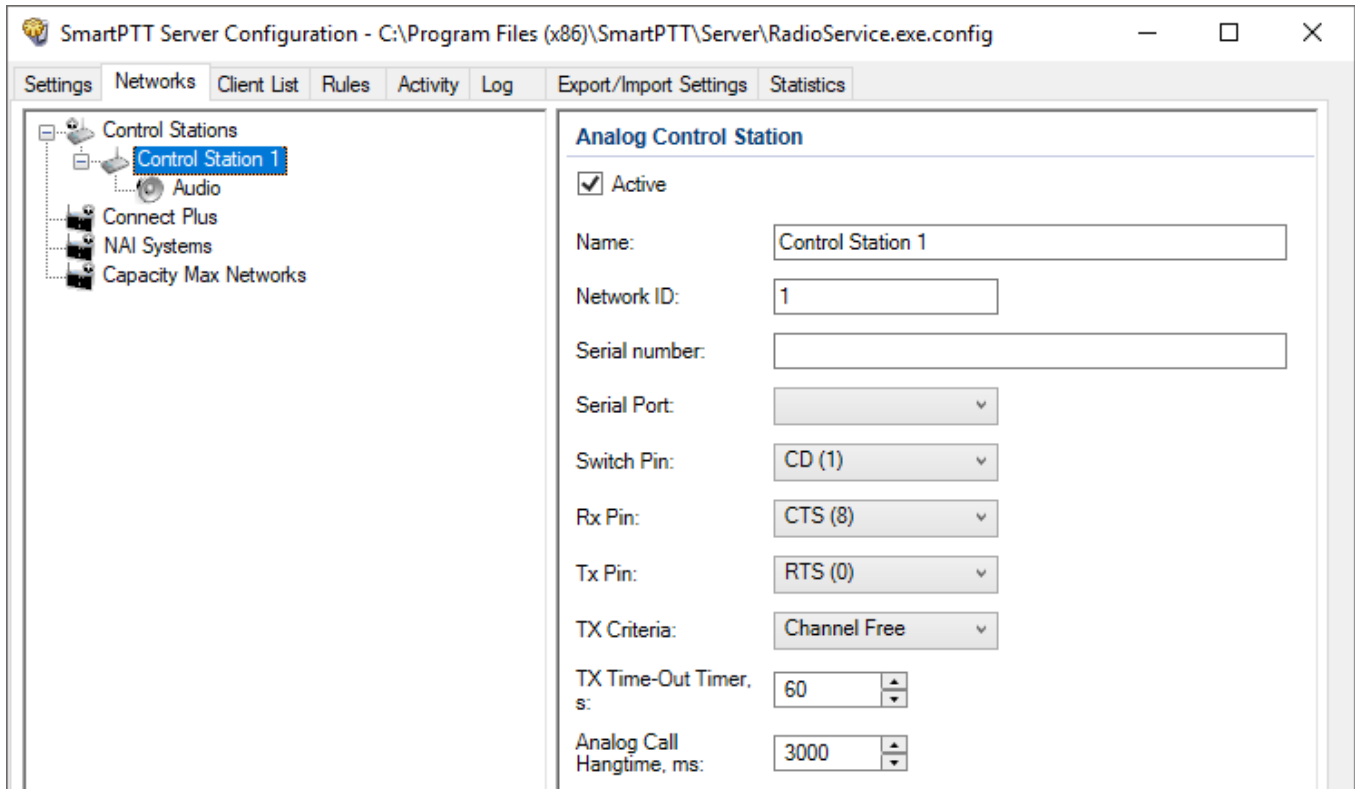 SmartPTT Server Configuration - C:\Program Files (x86)\SmartPTT\Server\RadioService.exe.config
Settings Networks Client List Rules Activity Log Export/Import Settings Statistics
Control Stations
Control Station 1
Audio
Connect Plus
NAI Systems
Capacity Max Networks
Analog Control Station
Active
Name: Control Station 1
Network ID: 1
Serial number:
Serial Port:
Switch Pin: CD (1)
Rx Pin: CTS (8)
Tx Pin: RTS (0)
TX Criteria: Channel Free
TX Time-Out Timer,
s: 60
Analog Call
Hangtime, ms: 3000